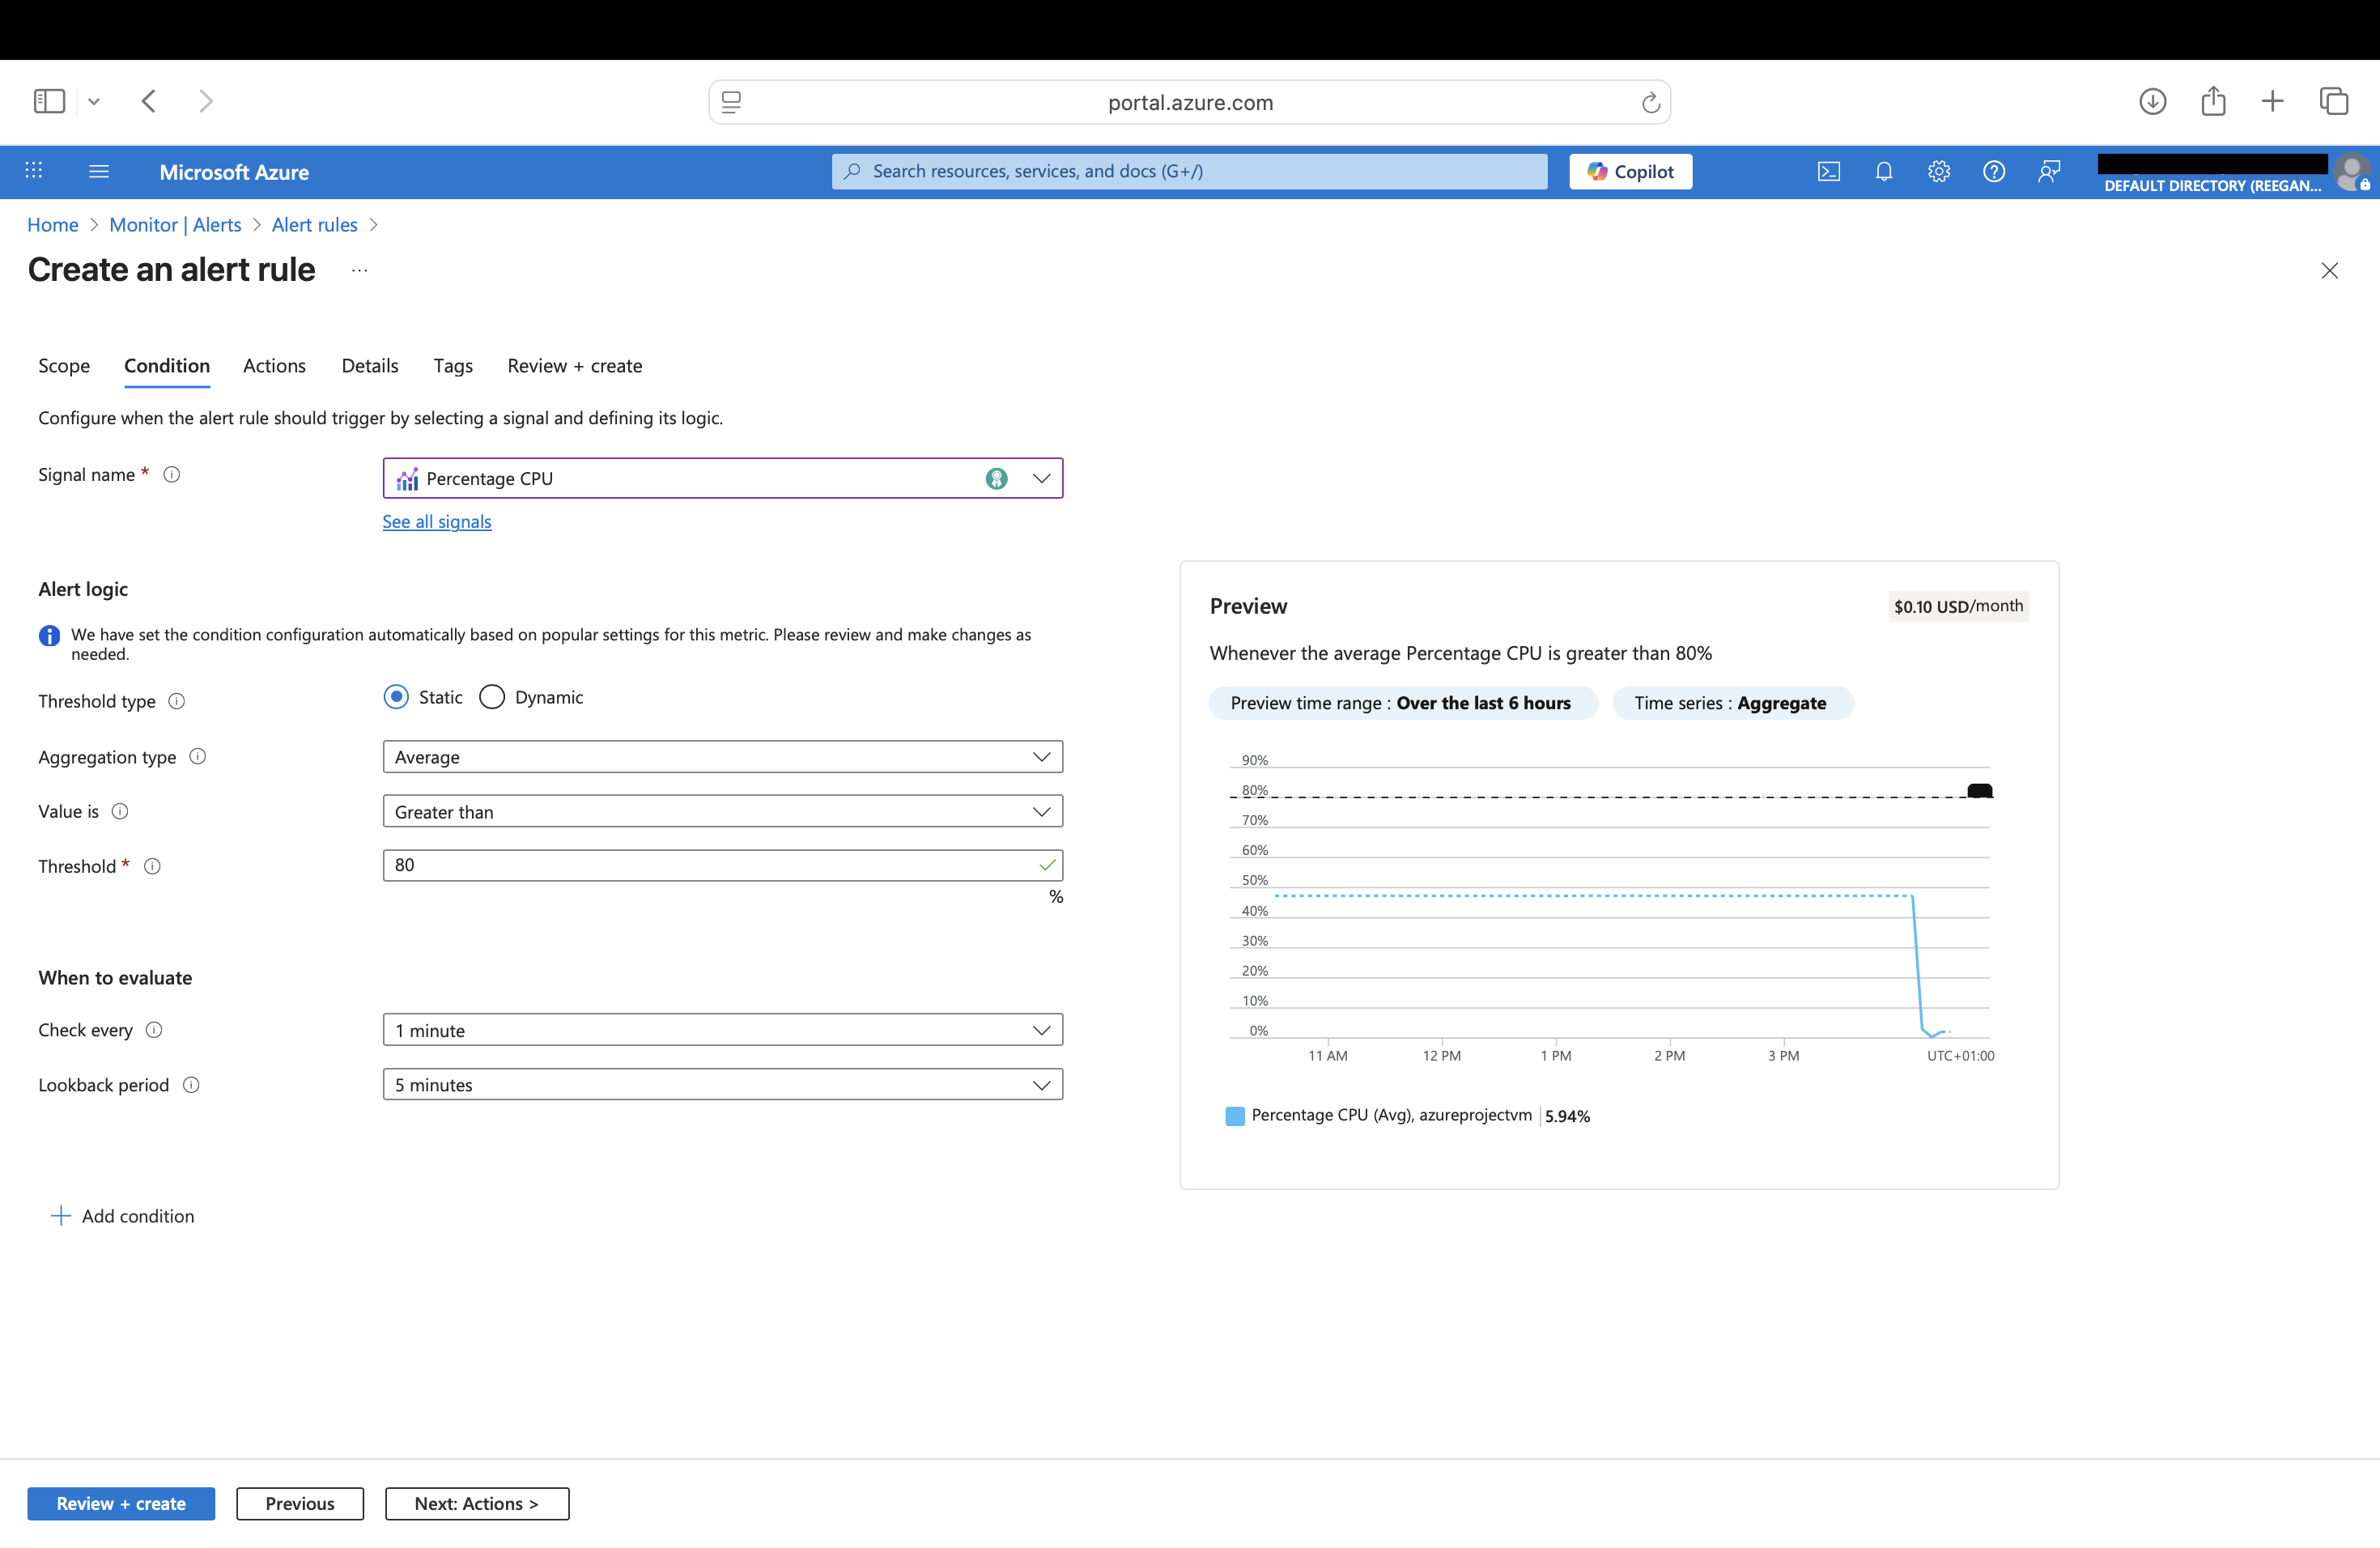 portal.azure.com
Microsoft Azure
Search resources, services, and docs (G+/)
Copilot
DEFAULT DIRECTORY (REEGAN...
Home > Monitor | Alerts > Alert rules >
Create an alert rule ...
Scope Condition Actions Details Tags Review + create
Configure when the alert rule should trigger by selecting a signal and defining its logic.
Signal name *
Percentage CPU
See all signals
Alert logic
We have set the condition configuration automatically based on popular settings for this metric. Please review and make changes as
needed.
Threshold type
Static Dynamic
Aggregation type
Average
Value is
Greater than
Threshold *
80
%
When to evaluate
Check every
1 minute
Lookback period
5 minutes
+ Add condition
Preview
$0.10 USD/month
Whenever the average Percentage CPU is greater than 80%
Preview time range : Over the last 6 hours
Time series : Aggregate
90%
80%
70%
60%
50%
40%
30%
20%
10%
0%
11 AM 12 PM 1 PM 2 PM 3 PM UTC+01:00
Percentage CPU (Avg), azureprojectvm | 5.94%
Review + create
Previous
Next: Actions >